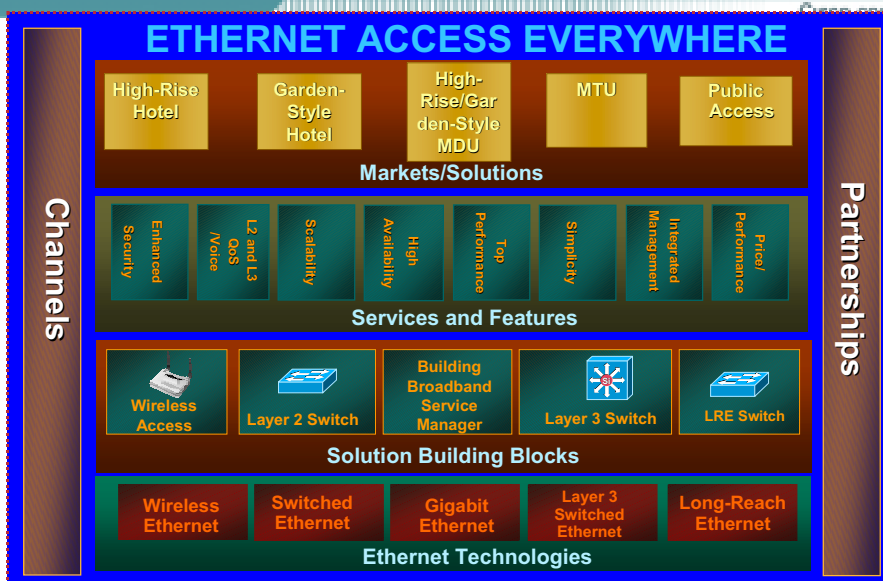 ETHERNET ACCESS EVERYWHERE
Channels
High-Rise
Hotel
Garden-
Style
Hotel
High-
Rise/Gar
den-Style
MDU
MTU
Public
Access
Markets/Solutions
Enhanced
Security
L2 and L3
QoS
/Voice
Scalability
High
Availability
Top
Performance
Simplicity
Integrated
Management
Price/
Performance
Services and Features
Wireless
Access
Layer 2 Switch
Building
Broadband
Service
Manager
Si
Layer 3 Switch
LRE Switch
Solution Building Blocks
Wireless
Ethernet
Switched
Ethernet
Gigabit
Ethernet
Layer 3
Switched
Ethernet
Long-Reach
Ethernet
Ethernet Technologies
Partnerships